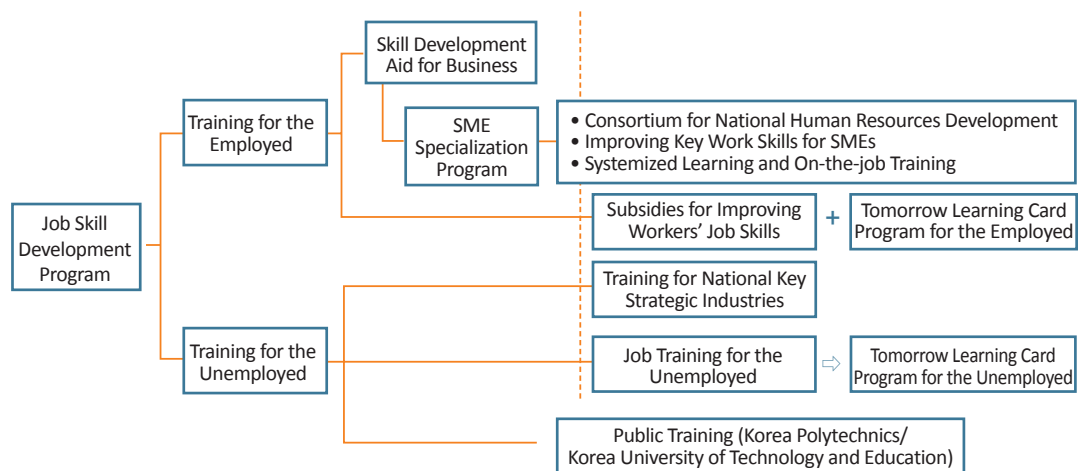 Job Skill
Development
Program
Training for the
Employed
Skill Development
Aid for Business
SME
Specialization
Program
• Consortium for National Human Resources Development
• Improving Key Work Skills for SMEs
• Systemized Learning and On-the-job Training
Subsidies for Improving
Workers’ Job Skills
+
Tomorrow Learning Card
Program for the Employed
Training for the
Unemployed
Training for National Key
Strategic Industries
Job Training for the
Unemployed
⇨
Tomorrow Learning Card
Program for the Unemployed
Public Training (Korea Polytechnics/
Korea University of Technology and Education)